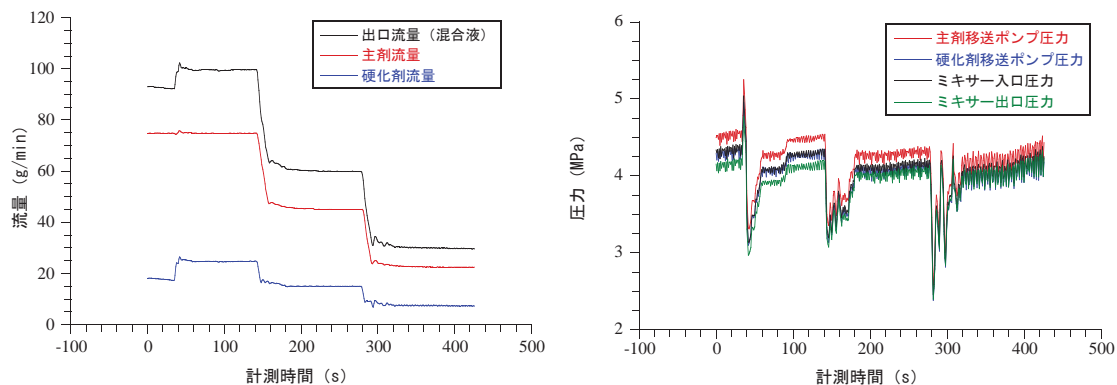 120
100
80
60
40
20
0
流量 (g/min)
-100
0
100
200
300
400
500
計測時間 (s)
出口流量（混合液）
主剤流量
硬化剤流量
6
5
4
3
2
圧力 (MPa)
-100
0
100
200
300
400
500
計測時間 (s)
主剤移送ポンプ圧力
硬化剤移送ポンプ圧力
ミキサー入口圧力
ミキサー出口圧力